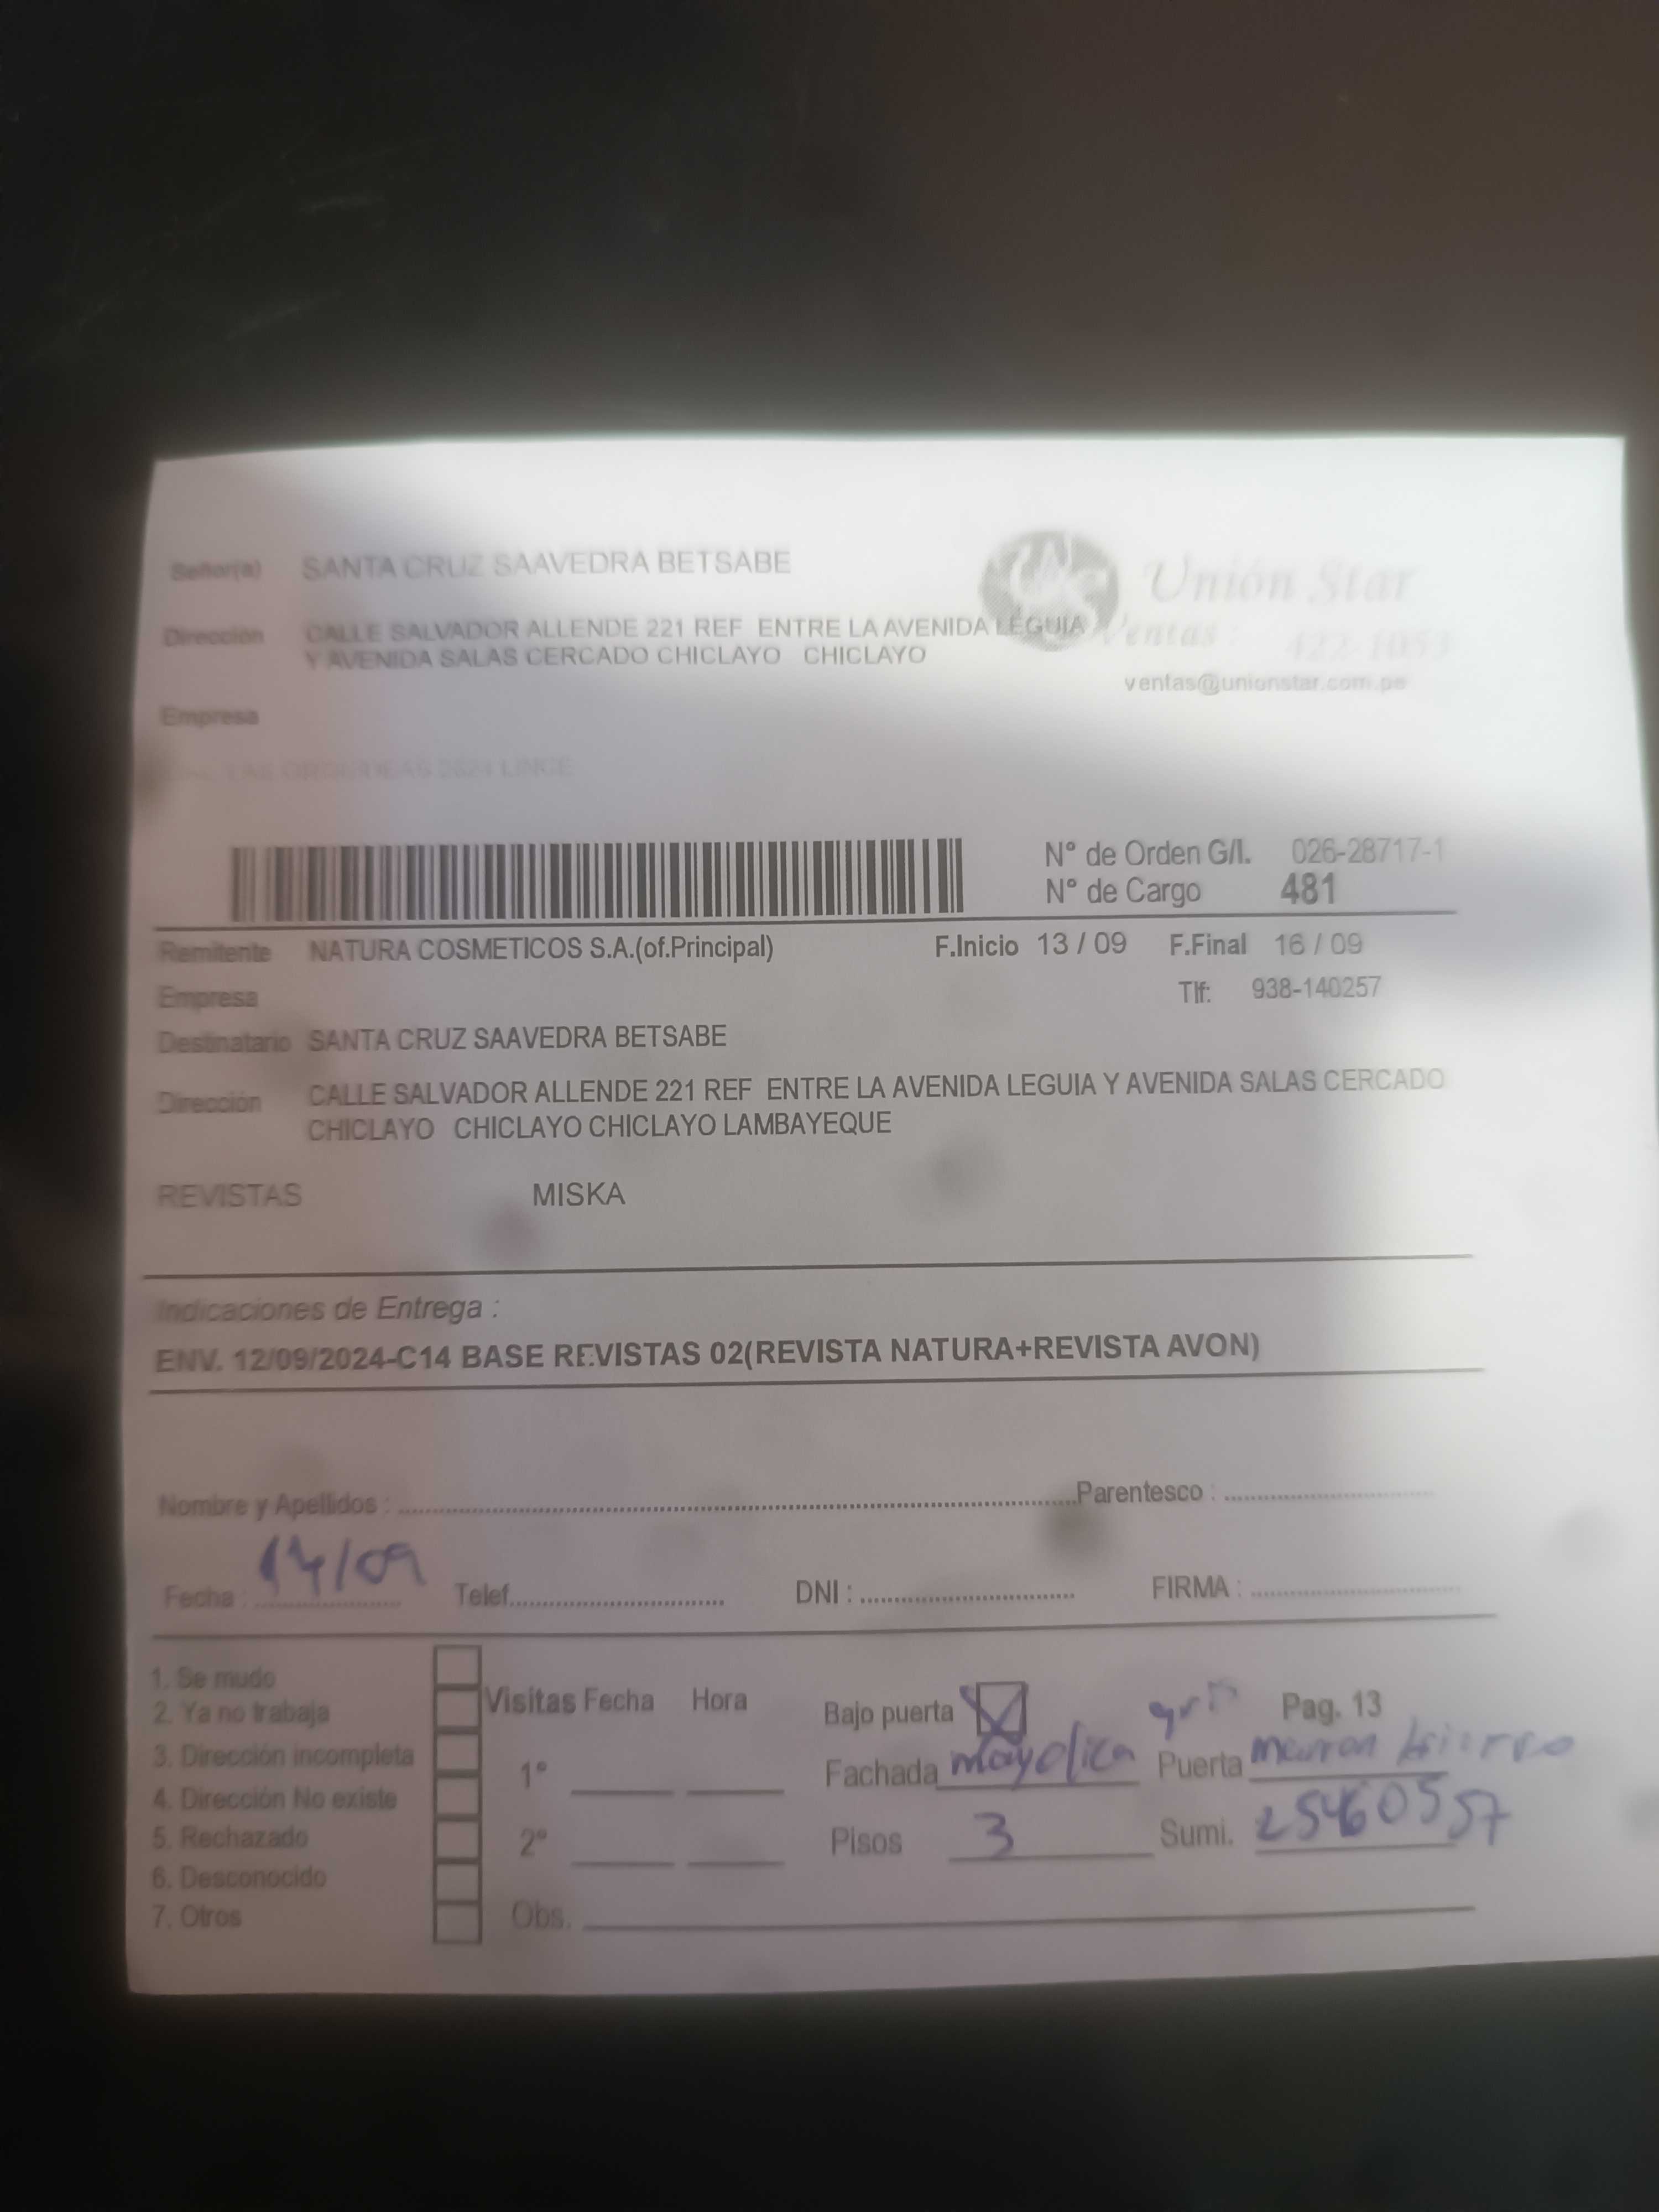 Señor(a) SANTA CRUZ SAAVEDRA BETSABE
Unión Star
Dirección CALLE SALVADOR ALLENDE 221 REF ENTRE LA AVENIDA LEGUIA
Y AVENIDA SALAS CERCADO CHICLAYO CHICLAYO
Ventas : 422-1053
ventas@unionstar.com.pe
Empresa
N° de Orden G/I. 026-28717-1
N° de Cargo 481
Remitente NATURA COSMETICOS S.A.(of.Principal) F.Inicio 13 / 09 F.Final 16 / 09
Empresa Tlf: 938-140257
Destinatario SANTA CRUZ SAAVEDRA BETSABE
Dirección CALLE SALVADOR ALLENDE 221 REF ENTRE LA AVENIDA LEGUIA Y AVENIDA SALAS CERCADO
CHICLAYO CHICLAYO CHICLAYO LAMBAYEQUE
REVISTAS MISKA
Indicaciones de Entrega :
ENV. 12/09/2024-C14 BASE REVISTAS 02(REVISTA NATURA+REVISTA AVON)
Nombre y Apellidos : Parentesco :
Fecha : 14/09 Telef. DNI : FIRMA :
1. Se mudo
2. Ya no trabaja
3. Dirección incompleta
4. Dirección No existe
5. Rechazado
6. Desconocido
7. Otros
Visitas Fecha Hora
1°
2°
Obs.
Bajo puerta Pag. 13
Fachada mayolica Puerta marron
Pisos 3 Sumi. 25460557